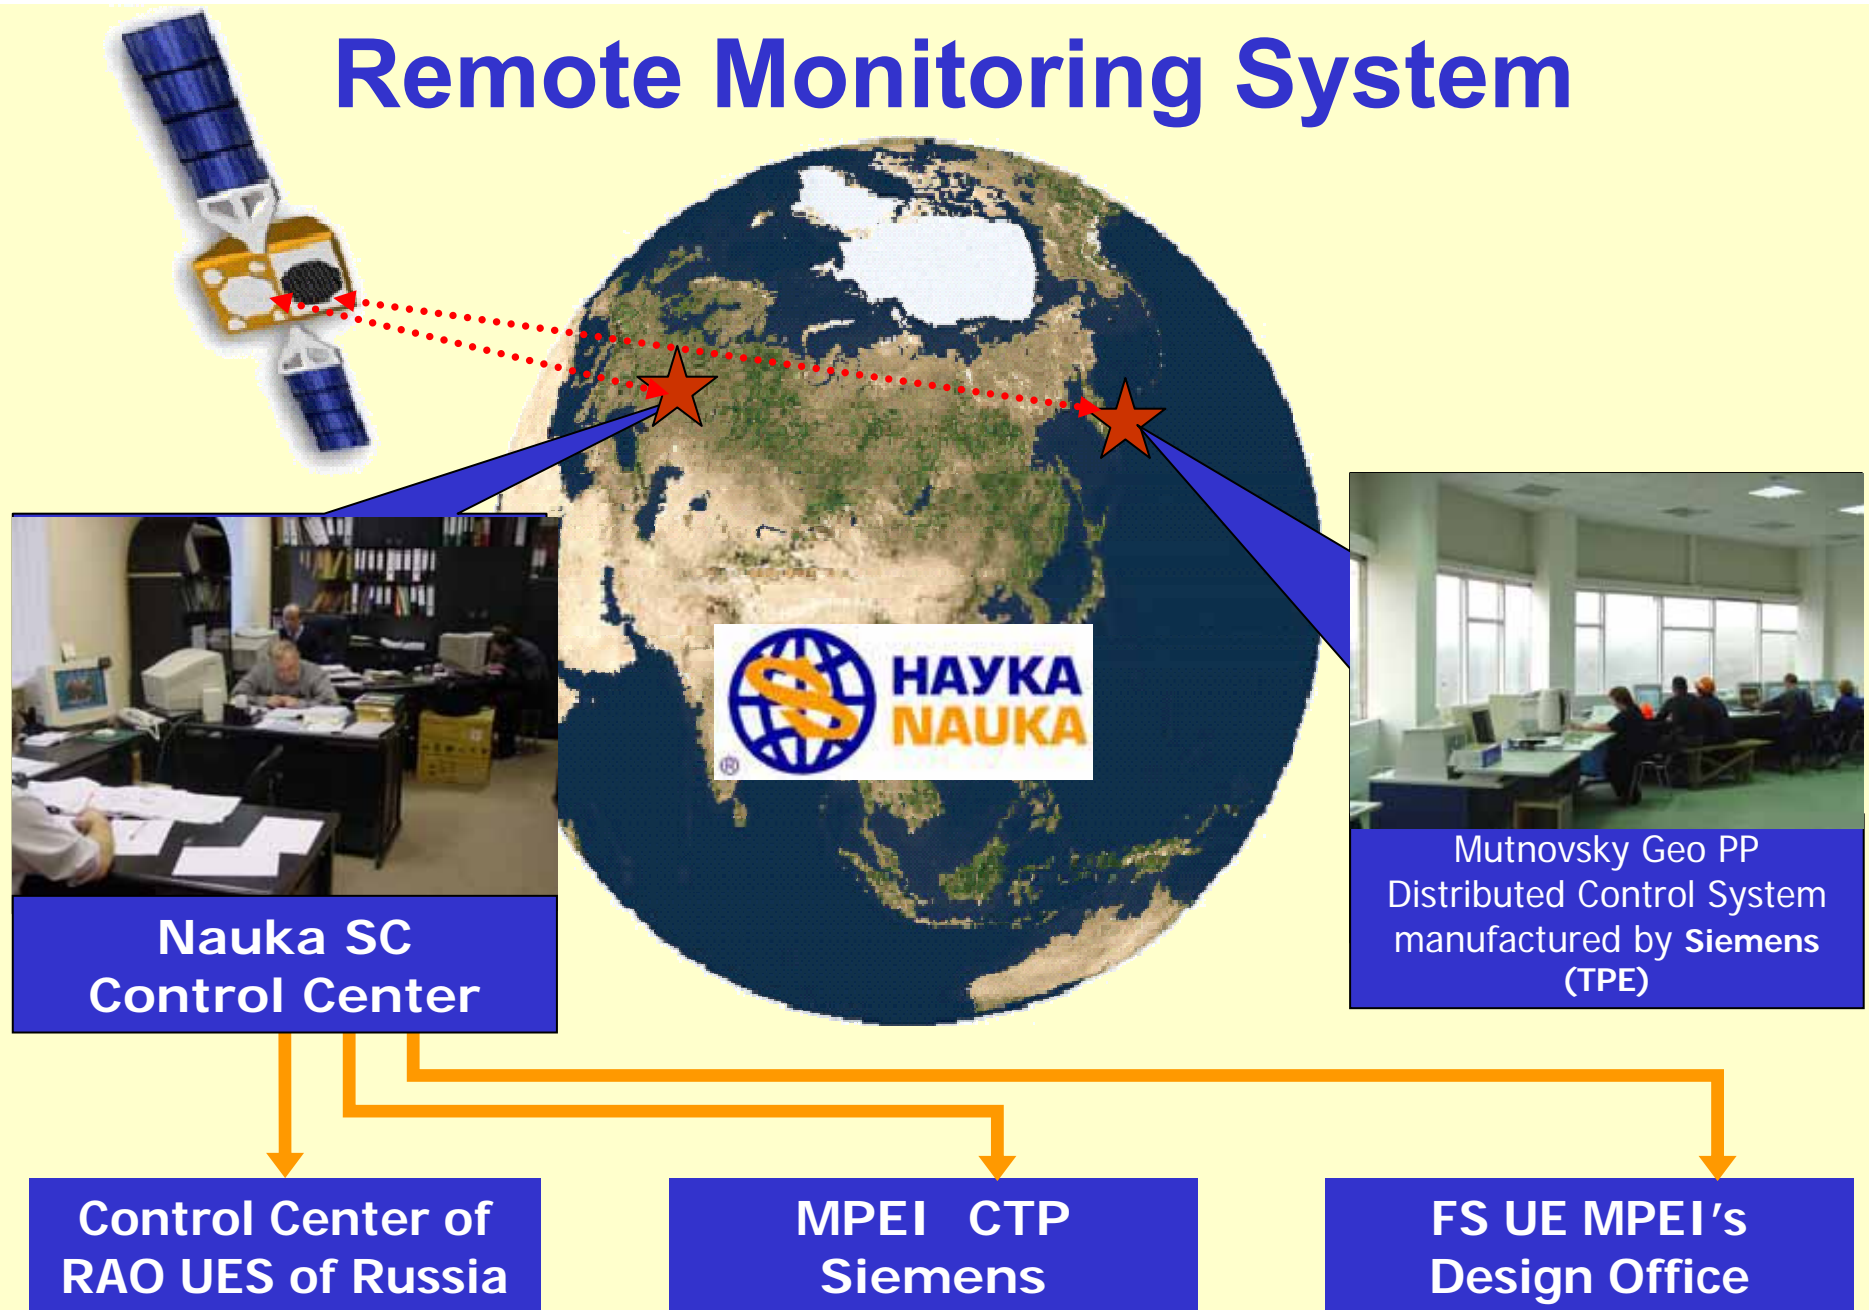 Remote Monitoring System
НАУКА
NAUKA
®
Mutnovsky Geo PP
Distributed Control System
manufactured by Siemens
(TPE)
Nauka SC
Control Center
Control Center of
RAO UES of Russia
MPEI CTP
Siemens
FS UE MPEI's
Design Office